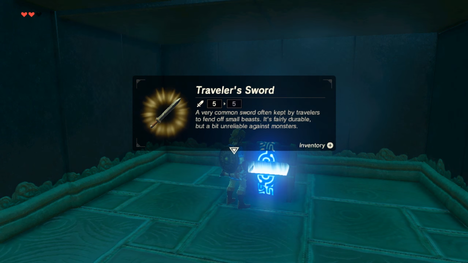 Traveler's Sword
5 › 5
A very common sword often kept by travelers
to fend off small beasts. It's fairly durable,
but a bit unreliable against monsters.
Inventory